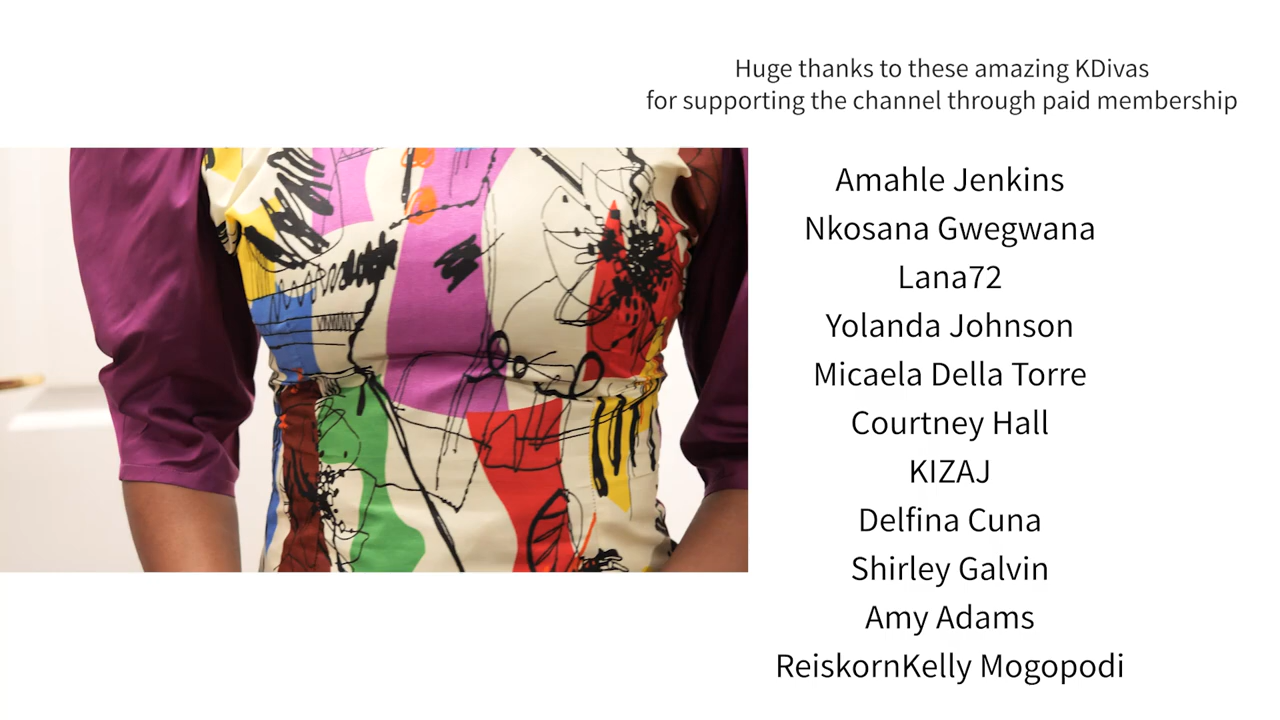 Huge thanks to these amazing KDivas
for supporting the channel through paid membership
Amahle Jenkins
Nkosana Gwegwana
Lana72
Yolanda Johnson
Micaela Della Torre
Courtney Hall
KIZAJ
Delfina Cuna
Shirley Galvin
Amy Adams
ReiskornKelly Mogopodi